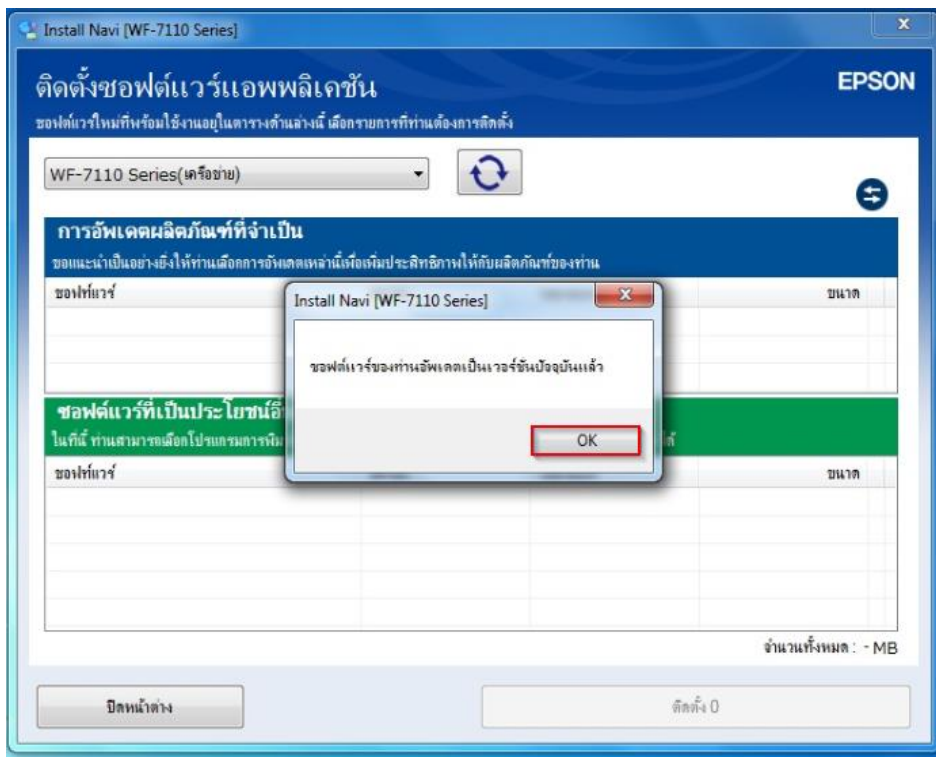 Install Navi [WF-7110 Series]
ติดตั้งซอฟต์แวร์แอพพลิเคชัน
EPSON
ซอฟต์แวร์ใหม่ที่พร้อมใช้งานอยู่ในตารางด้านล่างนี้ เลือกรายการที่ท่านต้องการติดตั้ง
WF-7110 Series(เครือข่าย)
การอัพเดตผลิตภัณฑ์ที่จำเป็น
ขอแนะนำเป็นอย่างยิ่งให้ท่านเลือกการอัพเดตเหล่านี้เพื่อเพิ่มประสิทธิภาพให้กับผลิตภัณฑ์ของท่าน
ซอฟท์แวร์
ขนาด
Install Navi [WF-7110 Series]
ซอฟต์แวร์ของท่านอัพเดตเป็นเวอร์ชันปัจจุบันแล้ว
OK
ซอฟต์แวร์ที่เป็นประโยชน์
ในที่นี้ ท่านสามารถเลือกโปรแกรมการ
ซอฟท์แวร์
ขนาด
จำนวนทั้งหมด : - MB
ปิดหน้าต่าง
ติดตั้ง 0